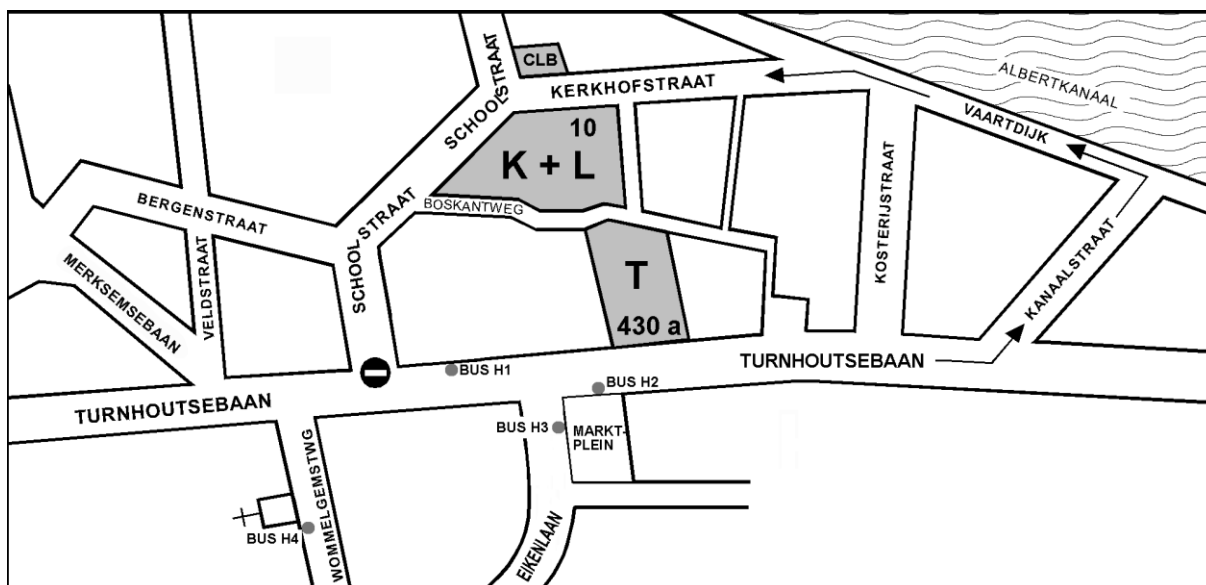 CLB
SCHOOLSTRAAT
KERKHOFSTRAAT
ALBERTKANAAL
VAARTDIJK
10
K + L
BOSKANTWEG
BERGENSTRAAT
SCHOOLSTRAAT
KOSTERIJSTRAAT
KANAALSTRAAT
MERKSEMSEBAAN
VELDSTRAAT
T
430 a
BUS H1
TURNHOUTSEBAAN
BUS H2
TURNHOUTSEBAAN
BUS H3
MARKT-
PLEIN
BUS H4
WOMMELGEMSTWG
EIKENLAAN